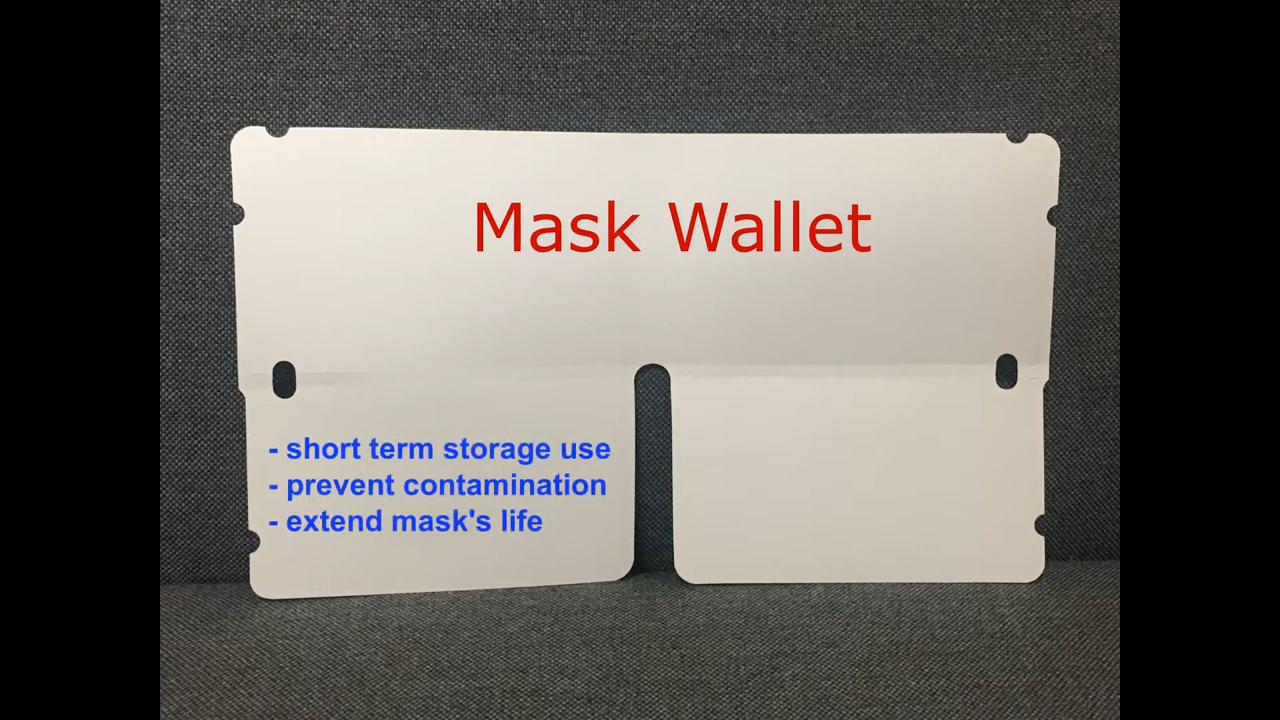 Mask Wallet
- short term storage use
- prevent contamination
- extend mask's life